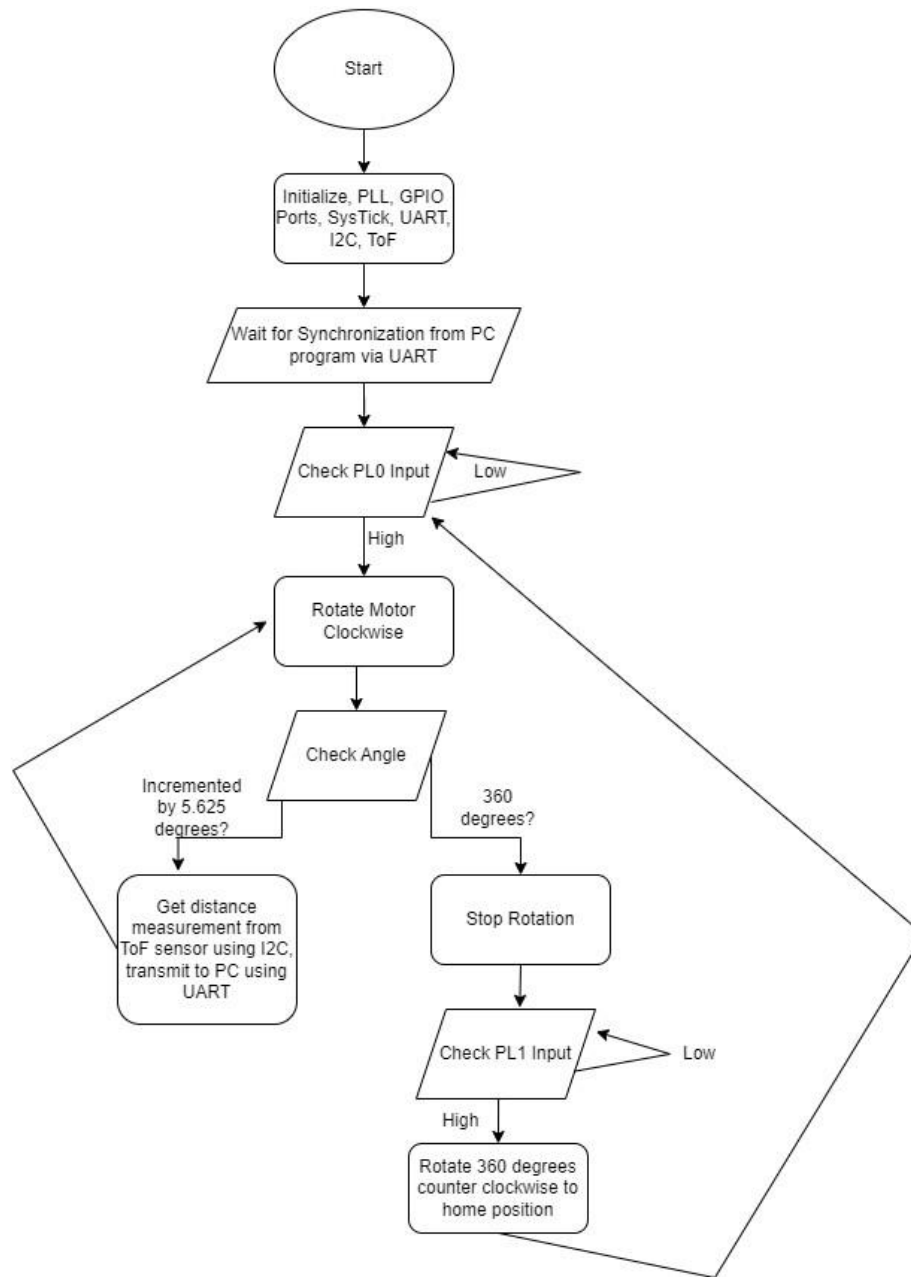 Start
Initialize, PLL, GPIO
Ports, SysTick, UART,
I2C, ToF
Wait for Synchronization from PC
program via UART
Check PL0 Input
Low
High
Rotate Motor
Clockwise
Check Angle
Incremented
by 5.625
degrees?
360
degrees?
Get distance
measurement from
ToF sensor using I2C,
transmit to PC using
UART
Stop Rotation
Check PL1 Input
Low
High
Rotate 360 degrees
counter clockwise to
home position